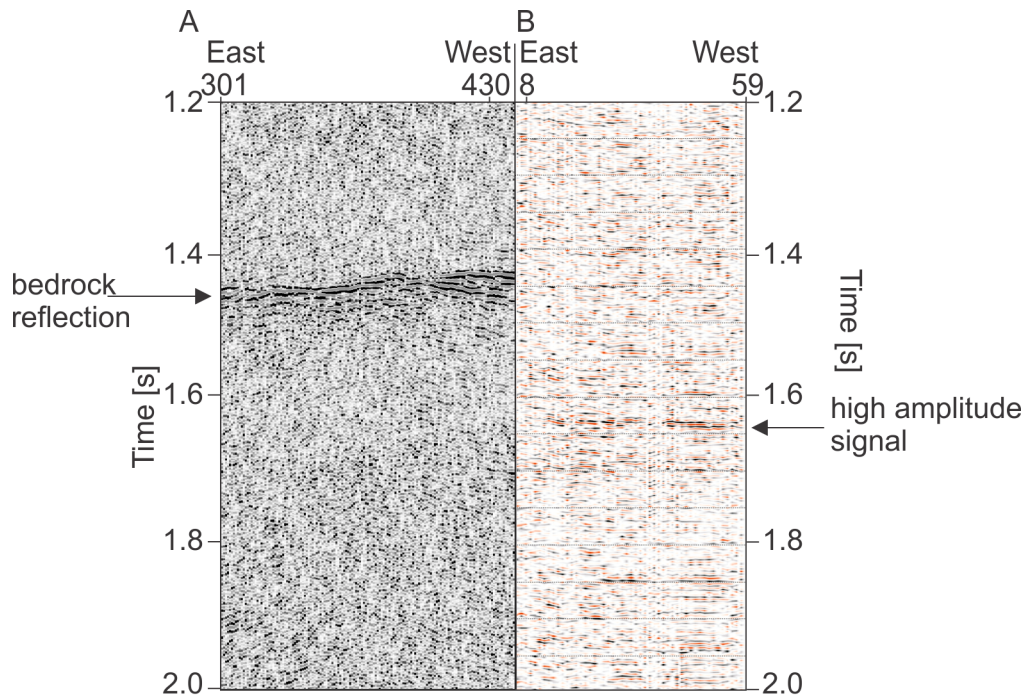 A
B
East
West
East
West
301
430
8
59
1.2
1.2
1.4
1.4
bedrock
reflection
Time [s]
Time [s]
1.6
1.6
high amplitude
signal
1.8
1.8
2.0
2.0